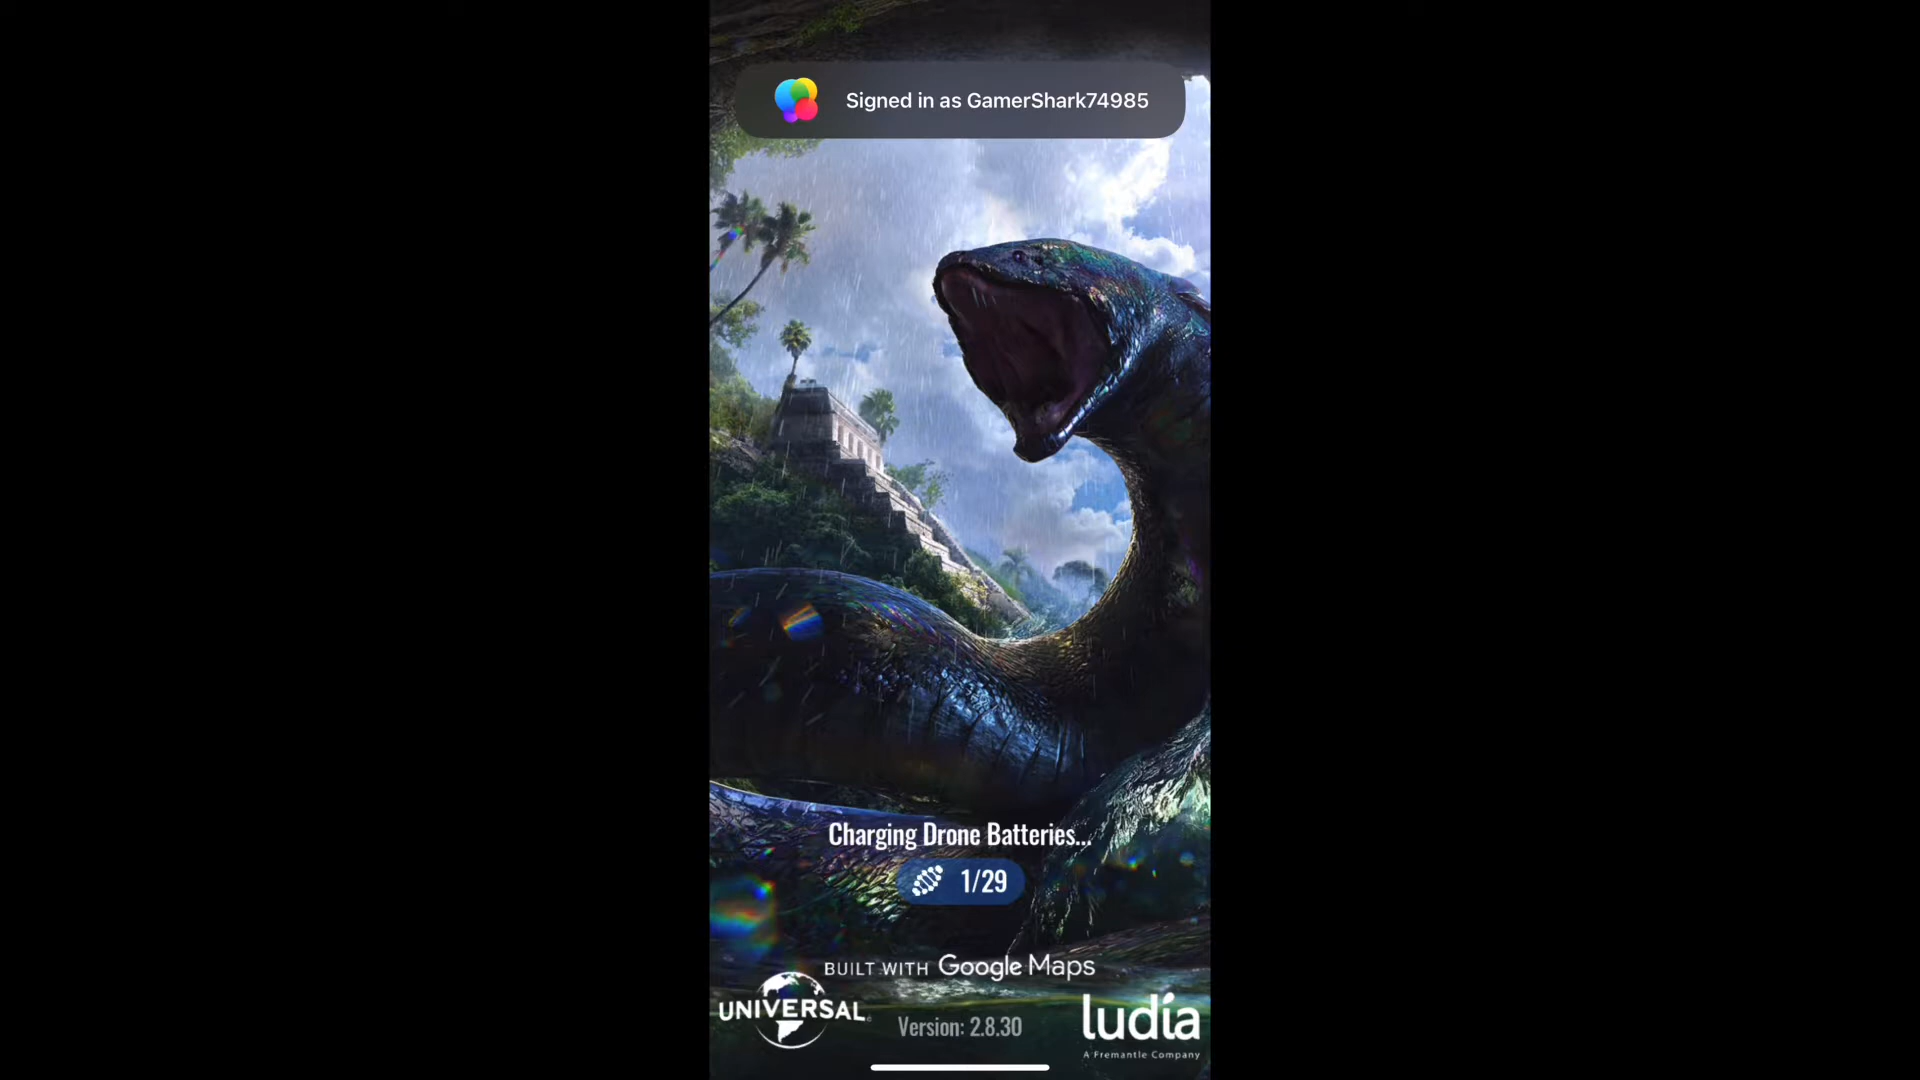 Signed in as GamerShark74985
Charging Drone Batteries...
1/29
BUILT WITH Google Maps
UNIVERSAL
Version: 2.8.30
ludia
A Fremantle Company